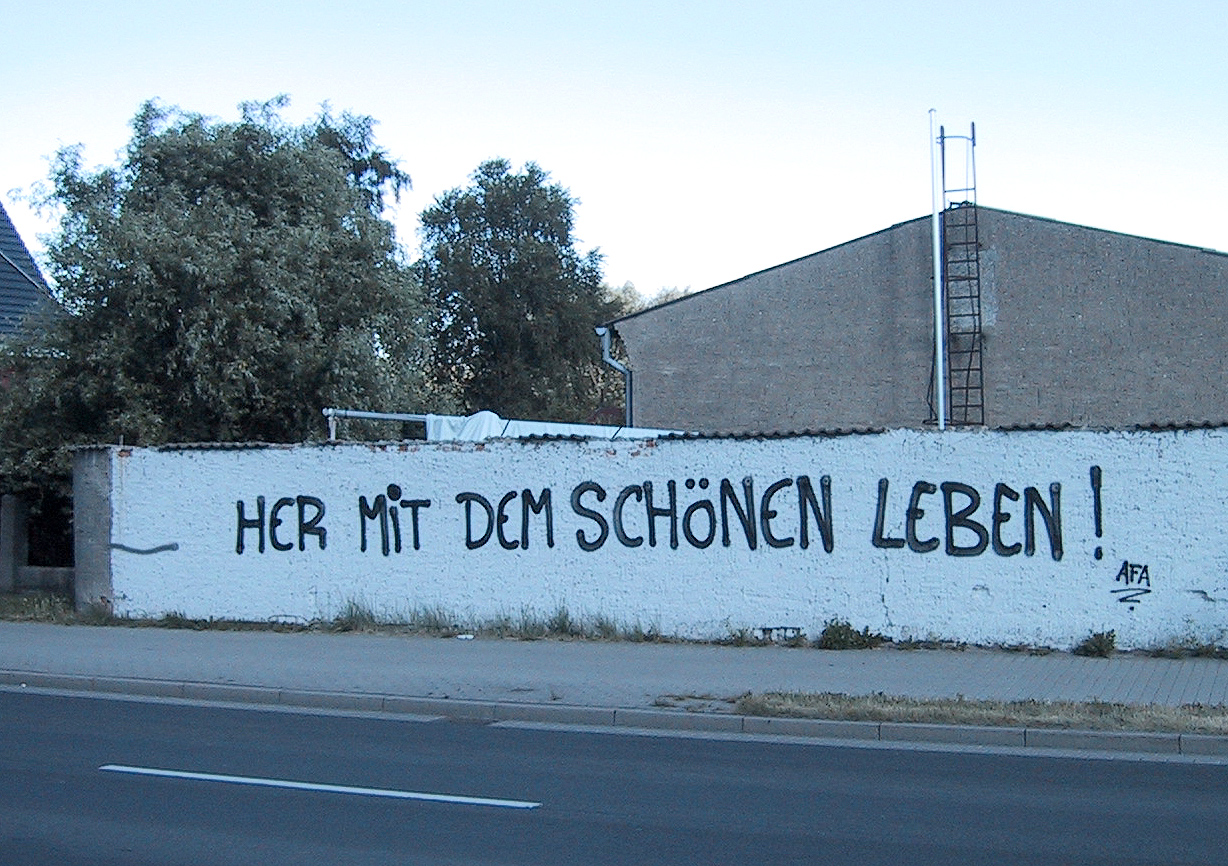 HER MiT DEM SCHÖNEN LEBEN !
AFA